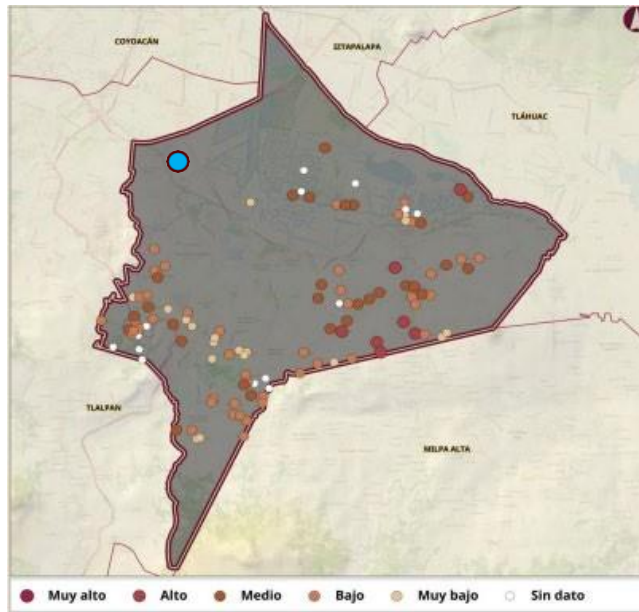 COYOACÁN
IZTAPALAPA
TLÁHUAC
TLALPAN
MILPA ALTA
Muy alto Alto Medio Bajo Muy bajo Sin dato